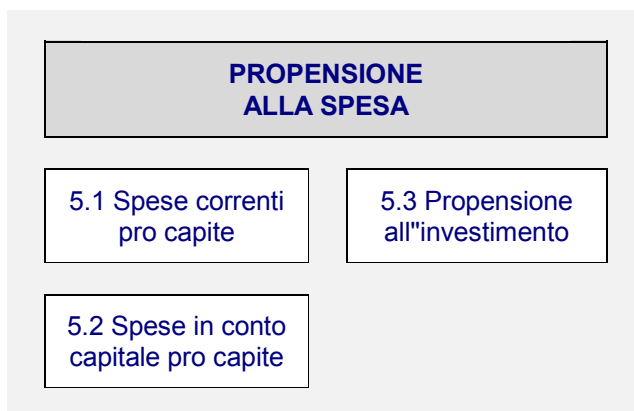 PROPENSIONE
ALLA SPESA
5.1 Spese correnti
pro capite
5.2 Spese in conto
capitale pro capite
5.3 Propensione
all"investimento